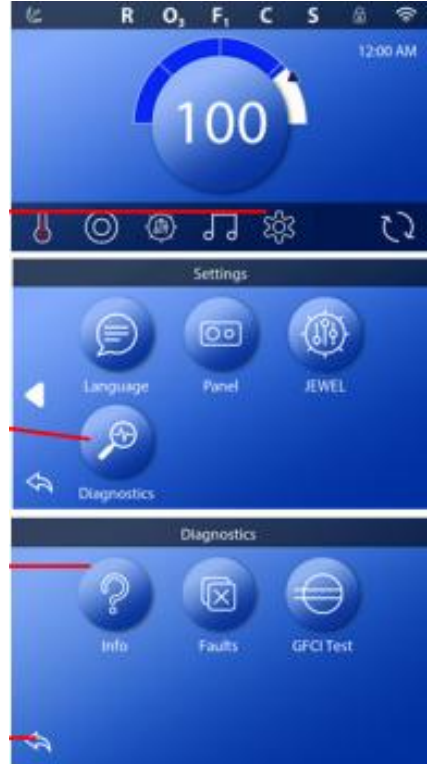 R O₃ F₁ C S
12:00 AM
100
Settings
Language Panel JEWEL
Diagnostics
Diagnostics
Info Faults GFCI Test